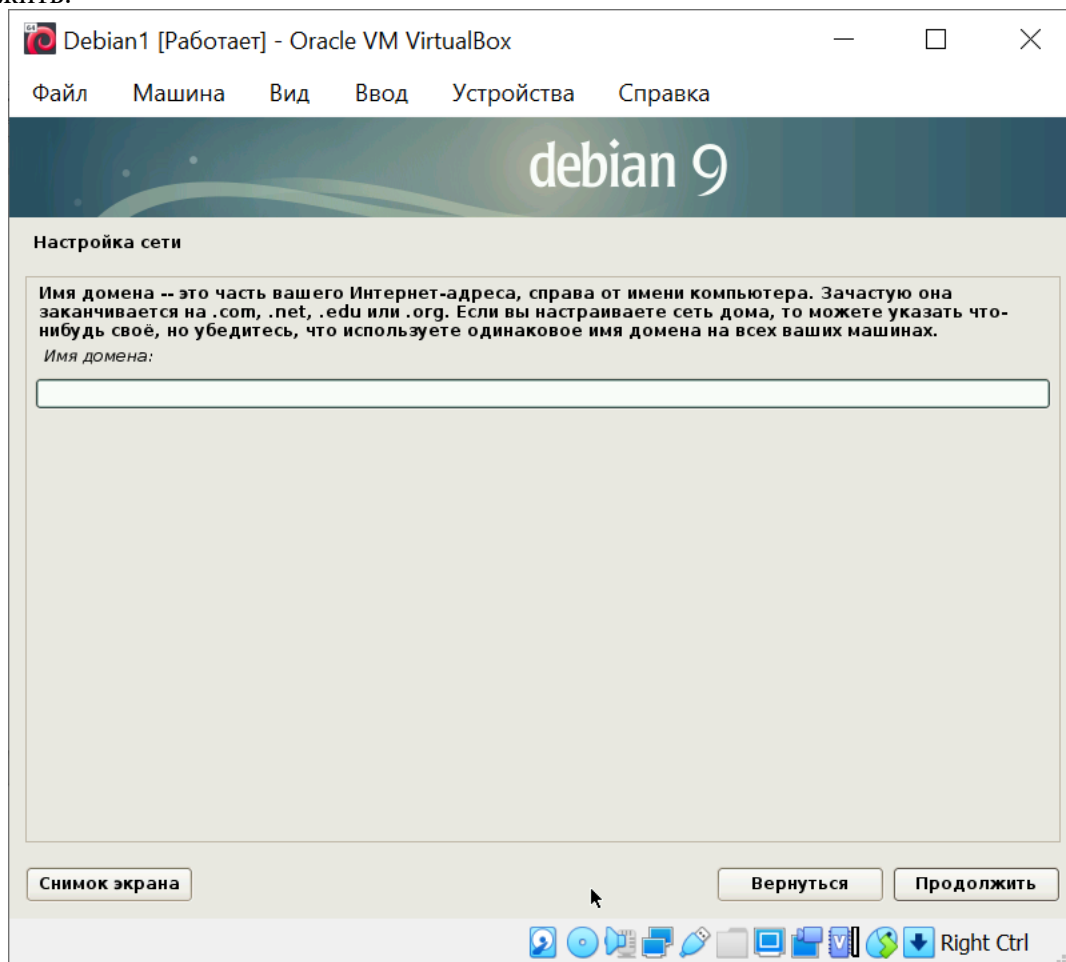 Debian1 [Работает] - Oracle VM VirtualBox
Файл Машина Вид Ввод Устройства Справка
debian 9
Настройка сети
Имя домена -- это часть вашего Интернет-адреса, справа от имени компьютера. Зачастую она
заканчивается на .com, .net, .edu или .org. Если вы настраиваете сеть дома, то можете указать что-
нибудь своё, но убедитесь, что используете одинаковое имя домена на всех ваших машинах.
Имя домена:
Снимок экрана Вернуться Продолжить
Right Ctrl